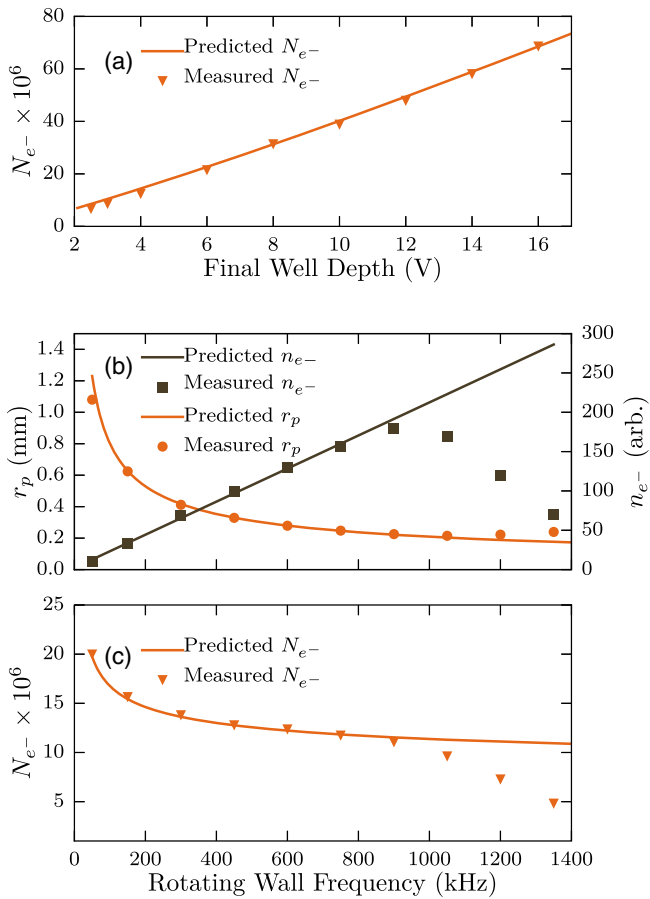 80
60
40
20
0
N_{e^-} × 10^6
(a)
Predicted N_{e^-}
Measured N_{e^-}
2 4 6 8 10 12 14 16
Final Well Depth (V)
1.4
1.2
1.0
0.8
0.6
0.4
0.2
0.0
r_p (mm)
(b)
Predicted n_{e^-}
Measured n_{e^-}
Predicted r_p
Measured r_p
300
250
200
150
100
50
0
n_{e^-} (arb.)
25
20
15
10
5
N_{e^-} × 10^6
(c)
Predicted N_{e^-}
Measured N_{e^-}
0 200 400 600 800 1000 1200 1400
Rotating Wall Frequency (kHz)